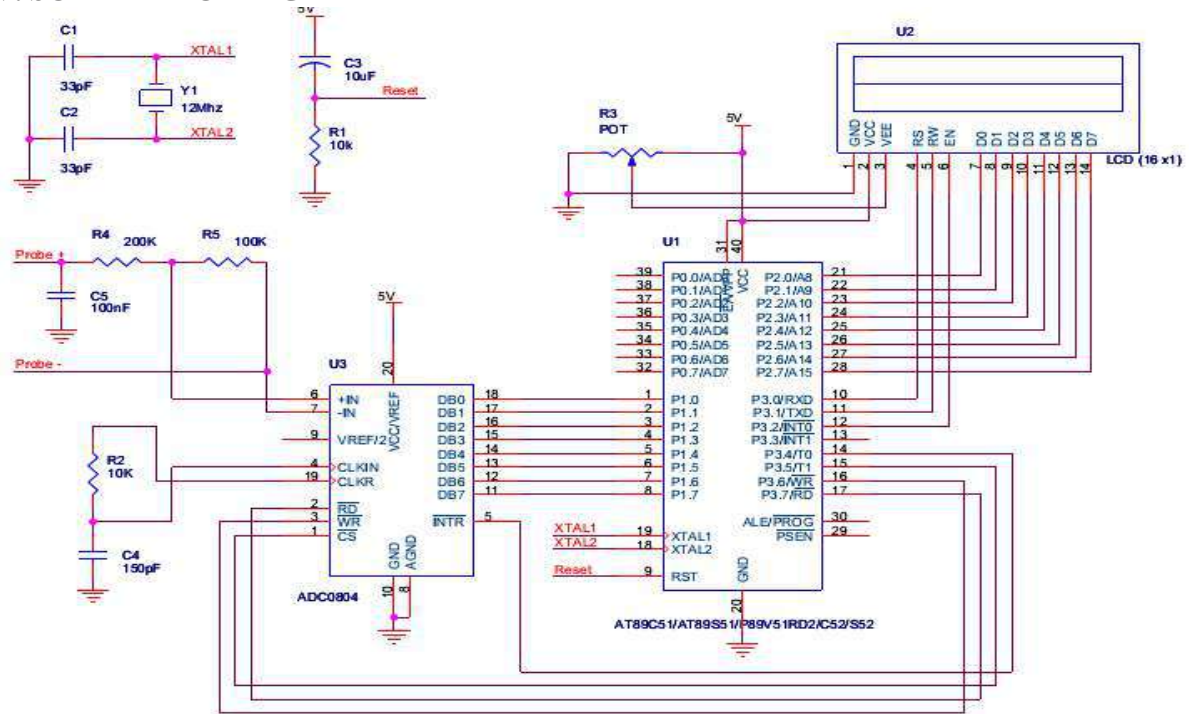 C1
33pF
XTAL1
Y1
12Mhz
C2
33pF
XTAL2
5V
C3
10uF
Reset
R1
10k
U2
GND
VCC
VEE
RS
RW
EN
D0
D1
D2
D3
D4
D5
D6
D7
1
2
3
4
5
6
7
8
9
10
11
12
13
14
LCD (16 x1)
R3
POT
5V
Probe +
R4
200K
R5
100K
C5
100nF
Probe -
5V
U3
20
VCC/VREF
6 +IN
7 -IN
9 VREF/2
4 CLKIN
19 CLKR
2 RD
3 WR
1 CS
DB0 18
DB1 17
DB2 16
DB3 15
DB4 14
DB5 13
DB6 12
DB7 11
INTR 5
GND
AGND
10
8
ADC0804
R2
10K
C4
150pF
U1
31
40
VCC
39 P0.0/AD0
38 P0.1/AD1
37 P0.2/AD2
36 P0.3/AD3
35 P0.4/AD4
34 P0.5/AD5
33 P0.6/AD6
32 P0.7/AD7
1 P1.0
2 P1.1
3 P1.2
4 P1.3
5 P1.4
6 P1.5
7 P1.6
8 P1.7
P2.0/A8 21
P2.1/A9 22
P2.2/A10 23
P2.3/A11 24
P2.4/A12 25
P2.5/A13 26
P2.6/A14 27
P2.7/A15 28
P3.0/RXD 10
P3.1/TXD 11
P3.2/INT0 12
P3.3/INT1 13
P3.4/T0 14
P3.5/T1 15
P3.6/WR 16
P3.7/RD 17
ALE/PROG 30
PSEN 29
XTAL1 19 XTAL1
XTAL2 18 XTAL2
Reset 9 RST
GND
20
AT89C51/AT89S51/P89V51RD2/C52/S52